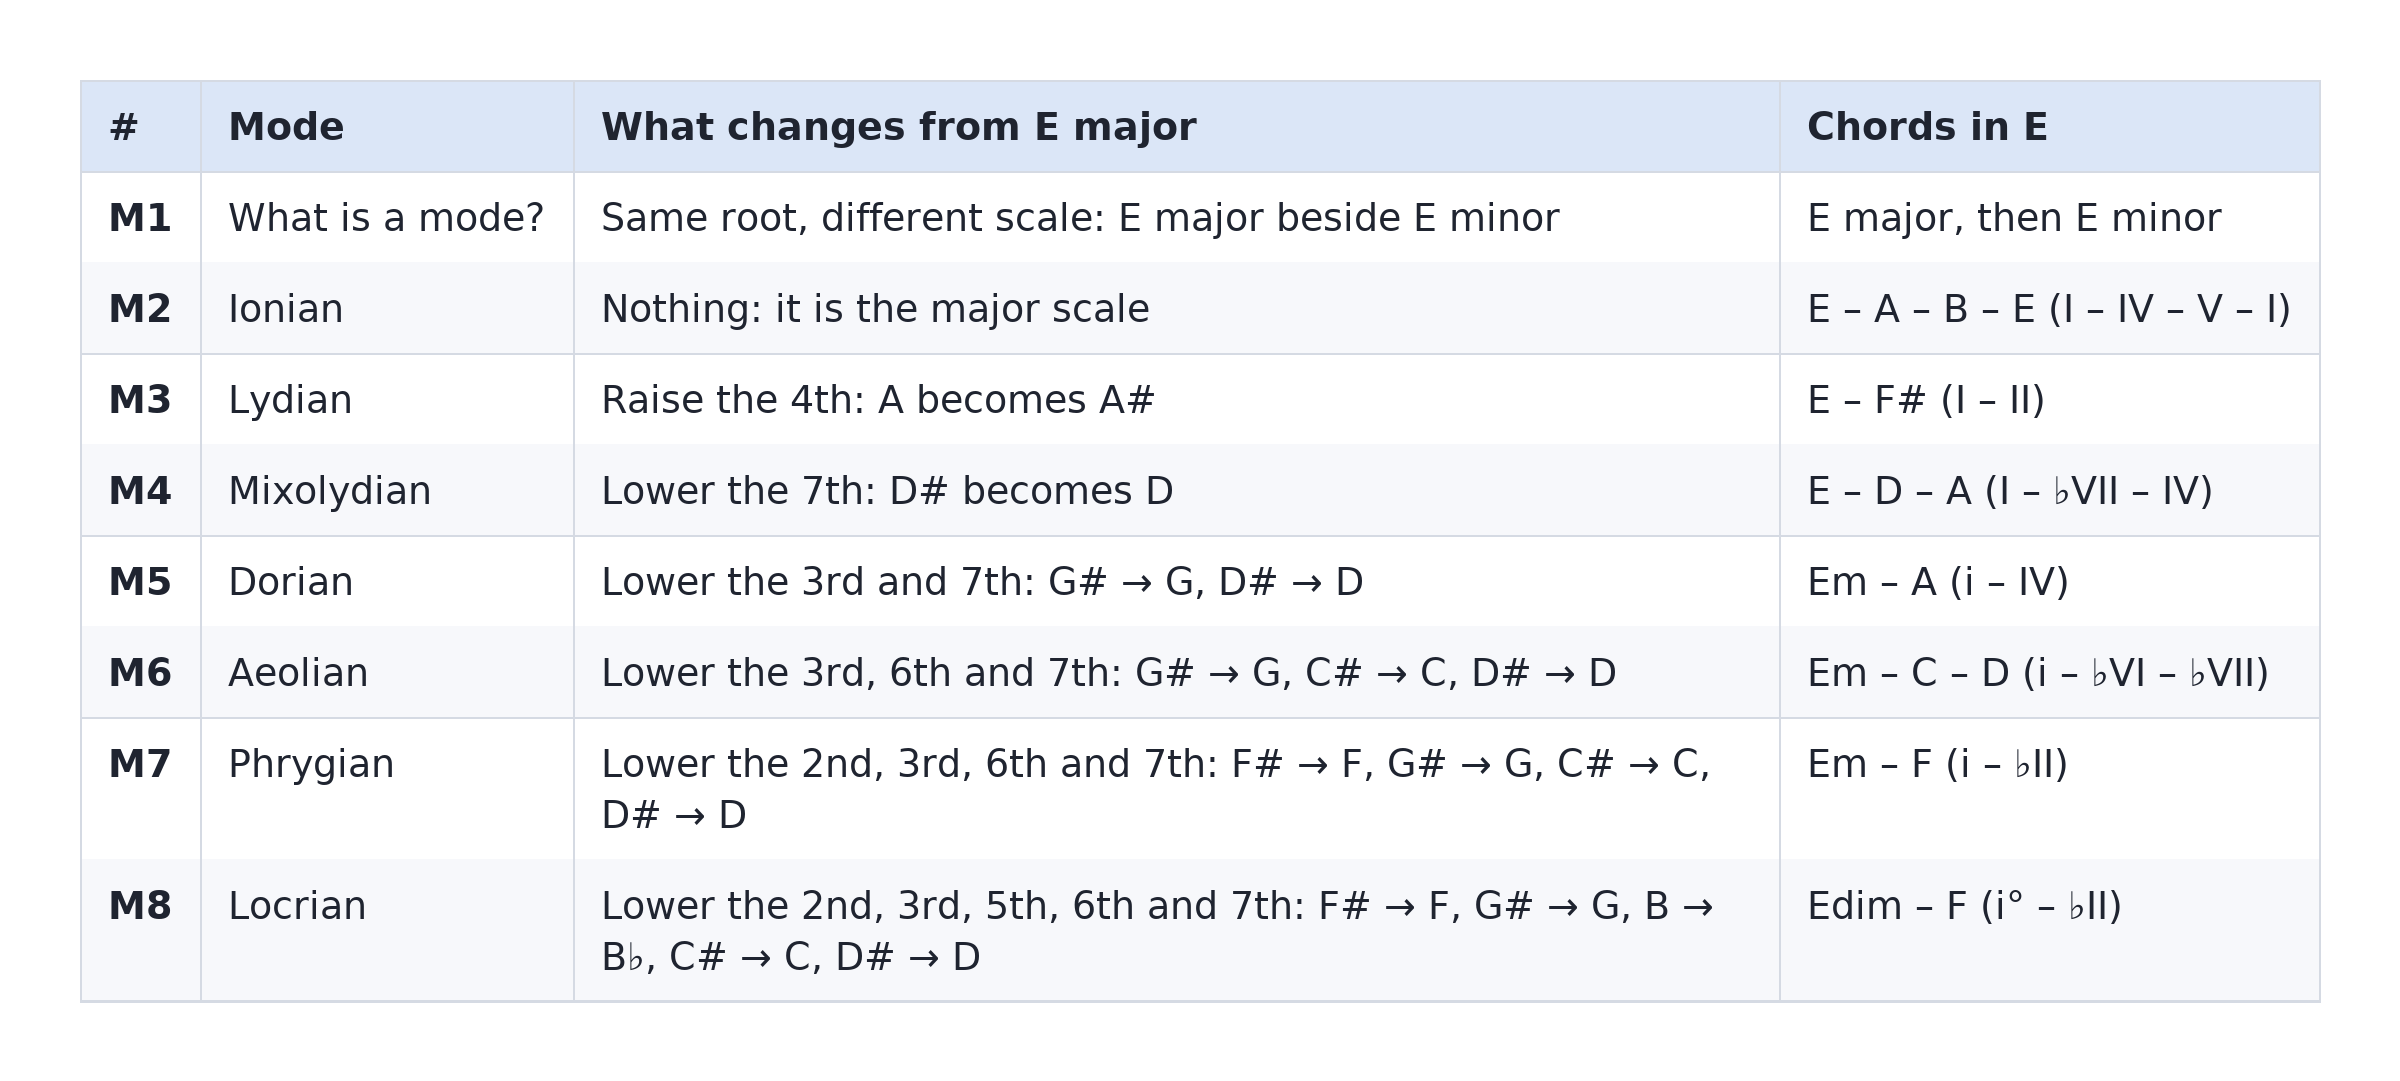 # Mode What changes from E major Chords in E
M1 What is a mode? Same root, different scale: E major beside E minor E major, then E minor
M2 Ionian Nothing: it is the major scale E – A – B – E (I – IV – V – I)
M3 Lydian Raise the 4th: A becomes A# E – F# (I – II)
M4 Mixolydian Lower the 7th: D# becomes D E – D – A (I – ♭VII – IV)
M5 Dorian Lower the 3rd and 7th: G# → G, D# → D Em – A (i – IV)
M6 Aeolian Lower the 3rd, 6th and 7th: G# → G, C# → C, D# → D Em – C – D (i – ♭VI – ♭VII)
M7 Phrygian Lower the 2nd, 3rd, 6th and 7th: F# → F, G# → G, C# → C, Em – F (i – ♭II)
D# → D
M8 Locrian Lower the 2nd, 3rd, 5th, 6th and 7th: F# → F, G# → G, B → Edim – F (i° – ♭II)
B♭, C# → C, D# → D